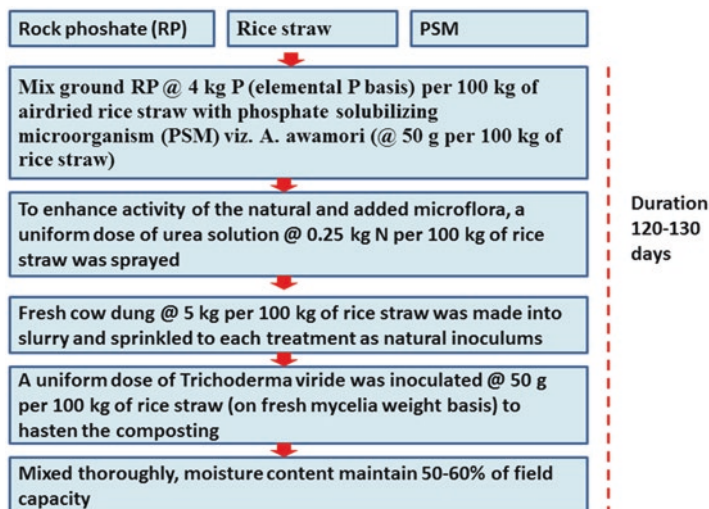 Rock phoshate (RP)
Rice straw
PSM
Mix ground RP @ 4 kg P (elemental P basis) per 100 kg of
airdried rice straw with phosphate solubilizing
microorganism (PSM) viz. A. awamori (@ 50 g per 100 kg of
rice straw)
To enhance activity of the natural and added microflora, a
uniform dose of urea solution @ 0.25 kg N per 100 kg of rice
straw was sprayed
Fresh cow dung @ 5 kg per 100 kg of rice straw was made into
slurry and sprinkled to each treatment as natural inoculums
A uniform dose of Trichoderma viride was inoculated @ 50 g
per 100 kg of rice straw (on fresh mycelia weight basis) to
hasten the composting
Mixed thoroughly, moisture content maintain 50-60% of field
capacity
Duration
120-130
days